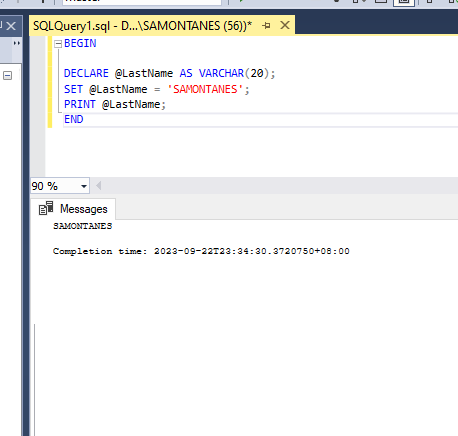 SQLQuery1.sql - D...\SAMONTANES (56))*
BEGIN
DECLARE @LastName AS VARCHAR(20);
SET @LastName = 'SAMONTANES';
PRINT @LastName;
END
90 %
Messages
SAMONTANES
Completion time: 2023-09-22T23:34:30.3720750+08:00